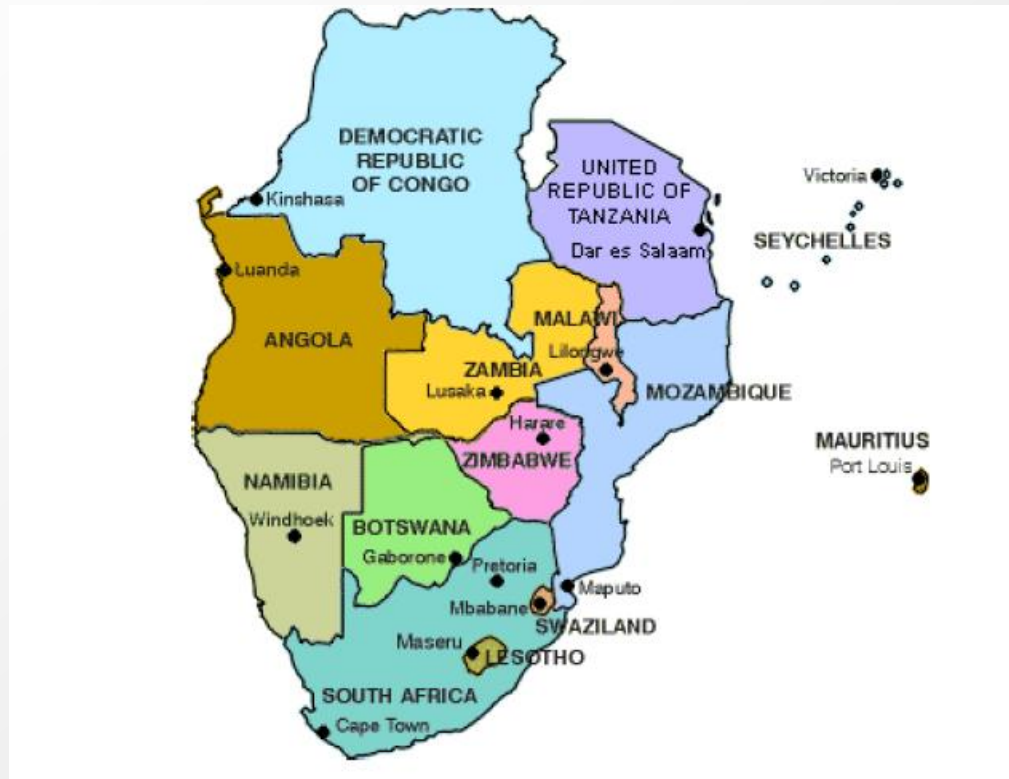 DEMOCRATIC
REPUBLIC
OF CONGO
Kinshasa
UNITED
REPUBLIC OF
TANZANIA
Dar es Salaam
Victoria
SEYCHELLES
Luanda
ANGOLA
MALAWI
Lilongwe
ZAMBIA
Lusaka
MOZAMBIQUE
Harare
ZIMBABWE
MAURITIUS
Port Louis
NAMIBIA
Windhoek
BOTSWANA
Gaborone
Pretoria
Maputo
Mbabane
SWAZILAND
Maseru
LESOTHO
SOUTH AFRICA
Cape Town